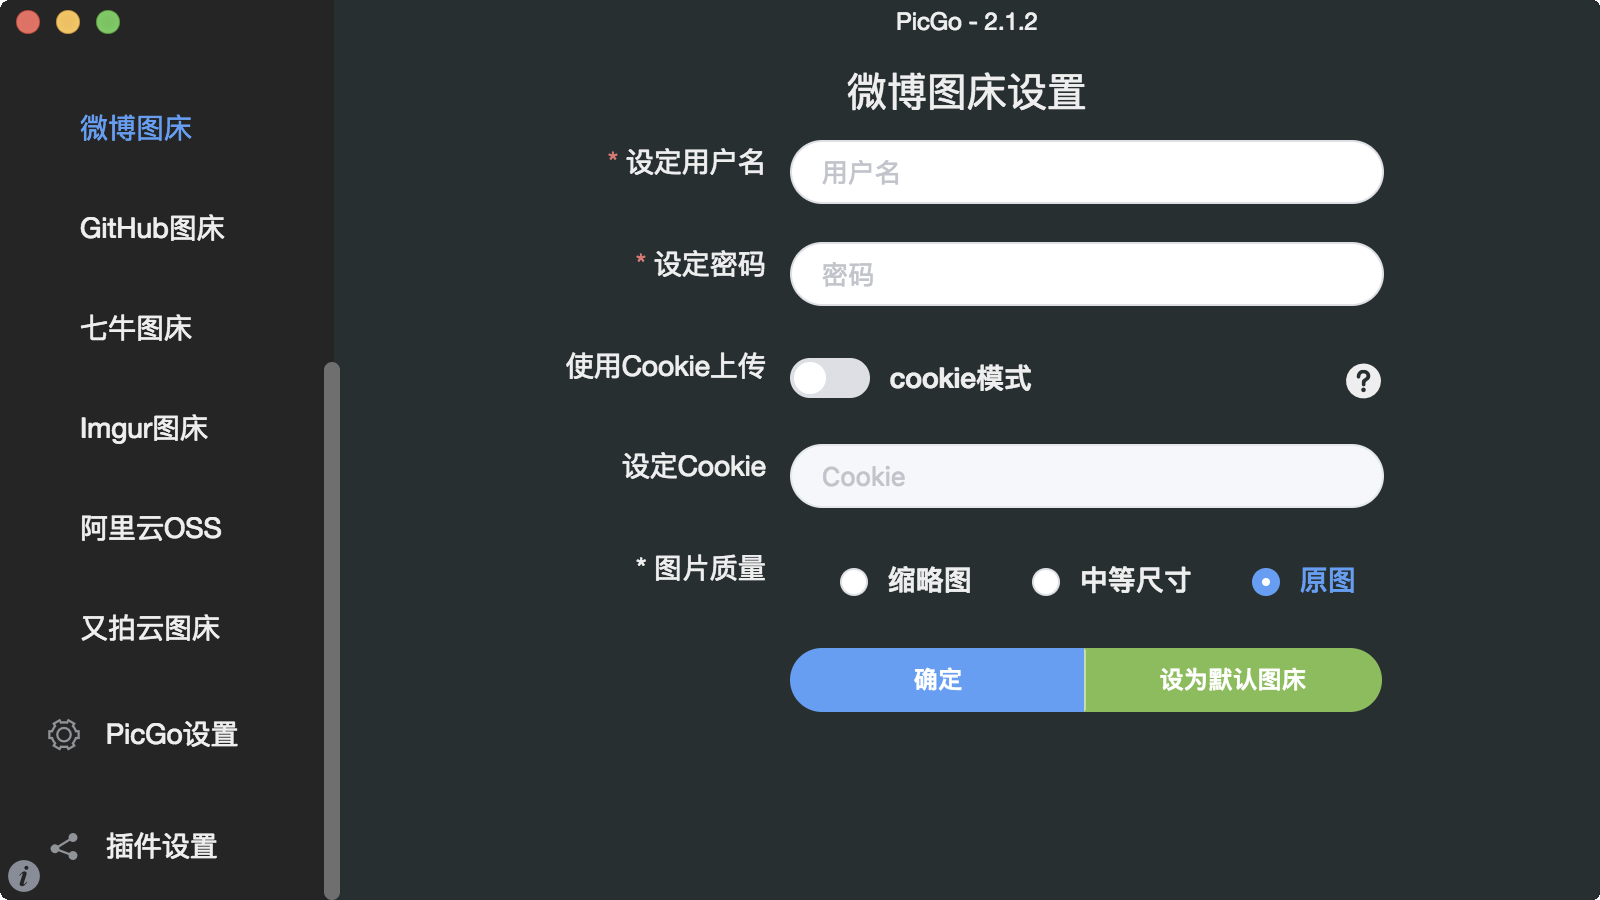 PicGo - 2.1.2
微博图床
GitHub图床
七牛图床
Imgur图床
阿里云OSS
又拍云图床
PicGo设置
插件设置
i
微博图床设置
* 设定用户名
用户名
* 设定密码
密码
使用Cookie上传
cookie模式
?
设定Cookie
Cookie
* 图片质量
缩略图
中等尺寸
原图
确定
设为默认图床